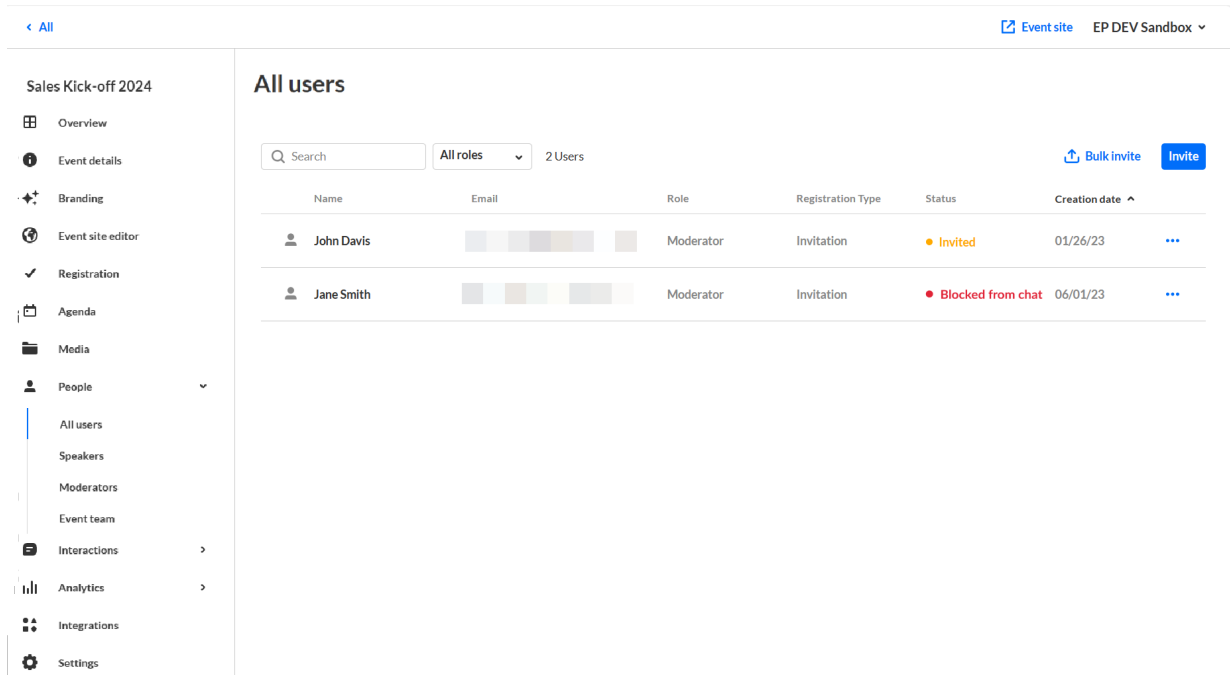 All
Event site EP DEV Sandbox
Sales Kick-off 2024
Overview
Event details
Branding
Event site editor
Registration
Agenda
Media
People
All users
Speakers
Moderators
Event team
Interactions
Analytics
Integrations
Settings
All users
Search All roles 2 Users Bulk invite Invite
Name Email Role Registration Type Status Creation date
John Davis Moderator Invitation Invited 01/26/23
Jane Smith Moderator Invitation Blocked from chat 06/01/23